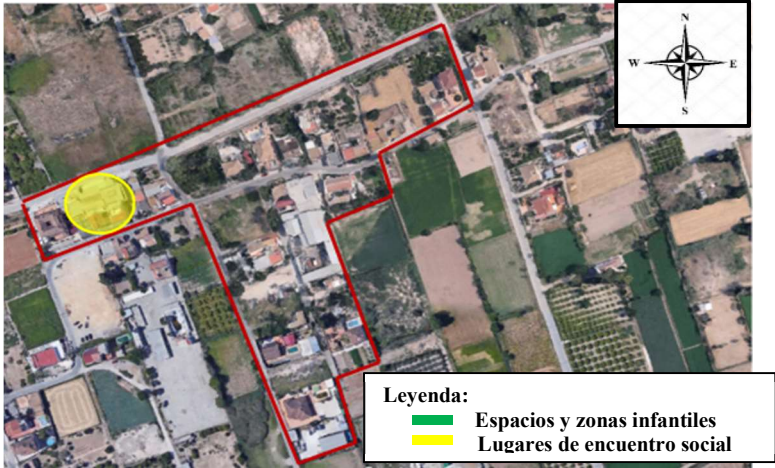 N
W E
S
Leyenda:
Espacios y zonas infantiles
Lugares de encuentro social